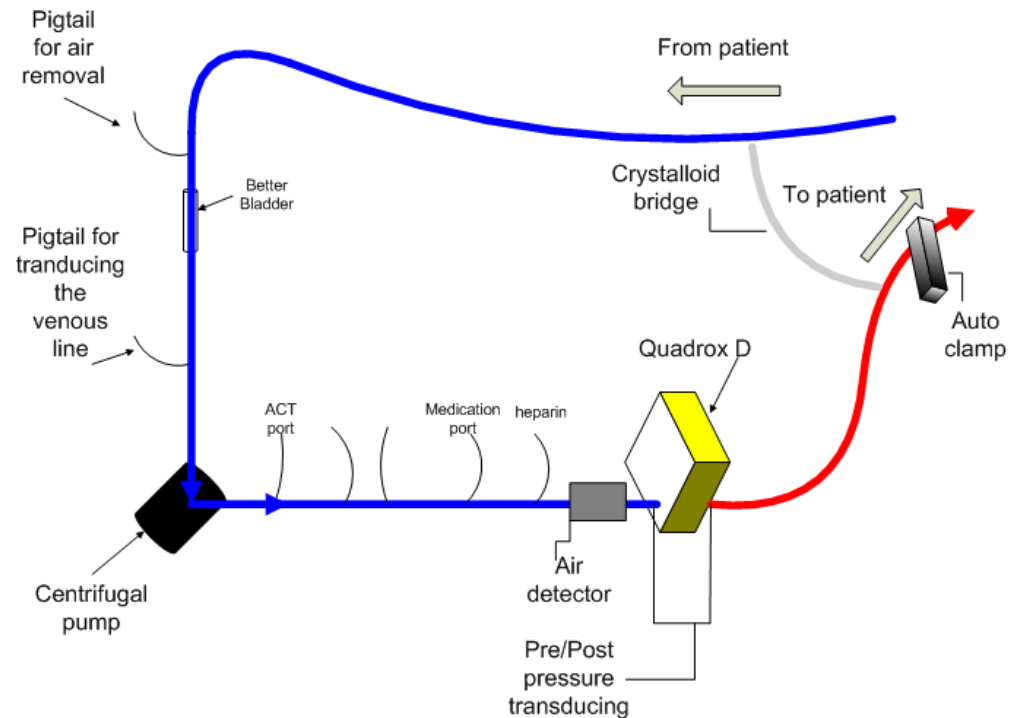 Pigtail
for air
removal
From patient
Crystalloid
bridge
To patient
Better
Bladder
Pigtail for
tranducing
the
venous
line
Auto
clamp
Quadrox D
ACT
port
Medication
port
heparin
Air
detector
Centrifugal
pump
Pre/Post
pressure
transducing